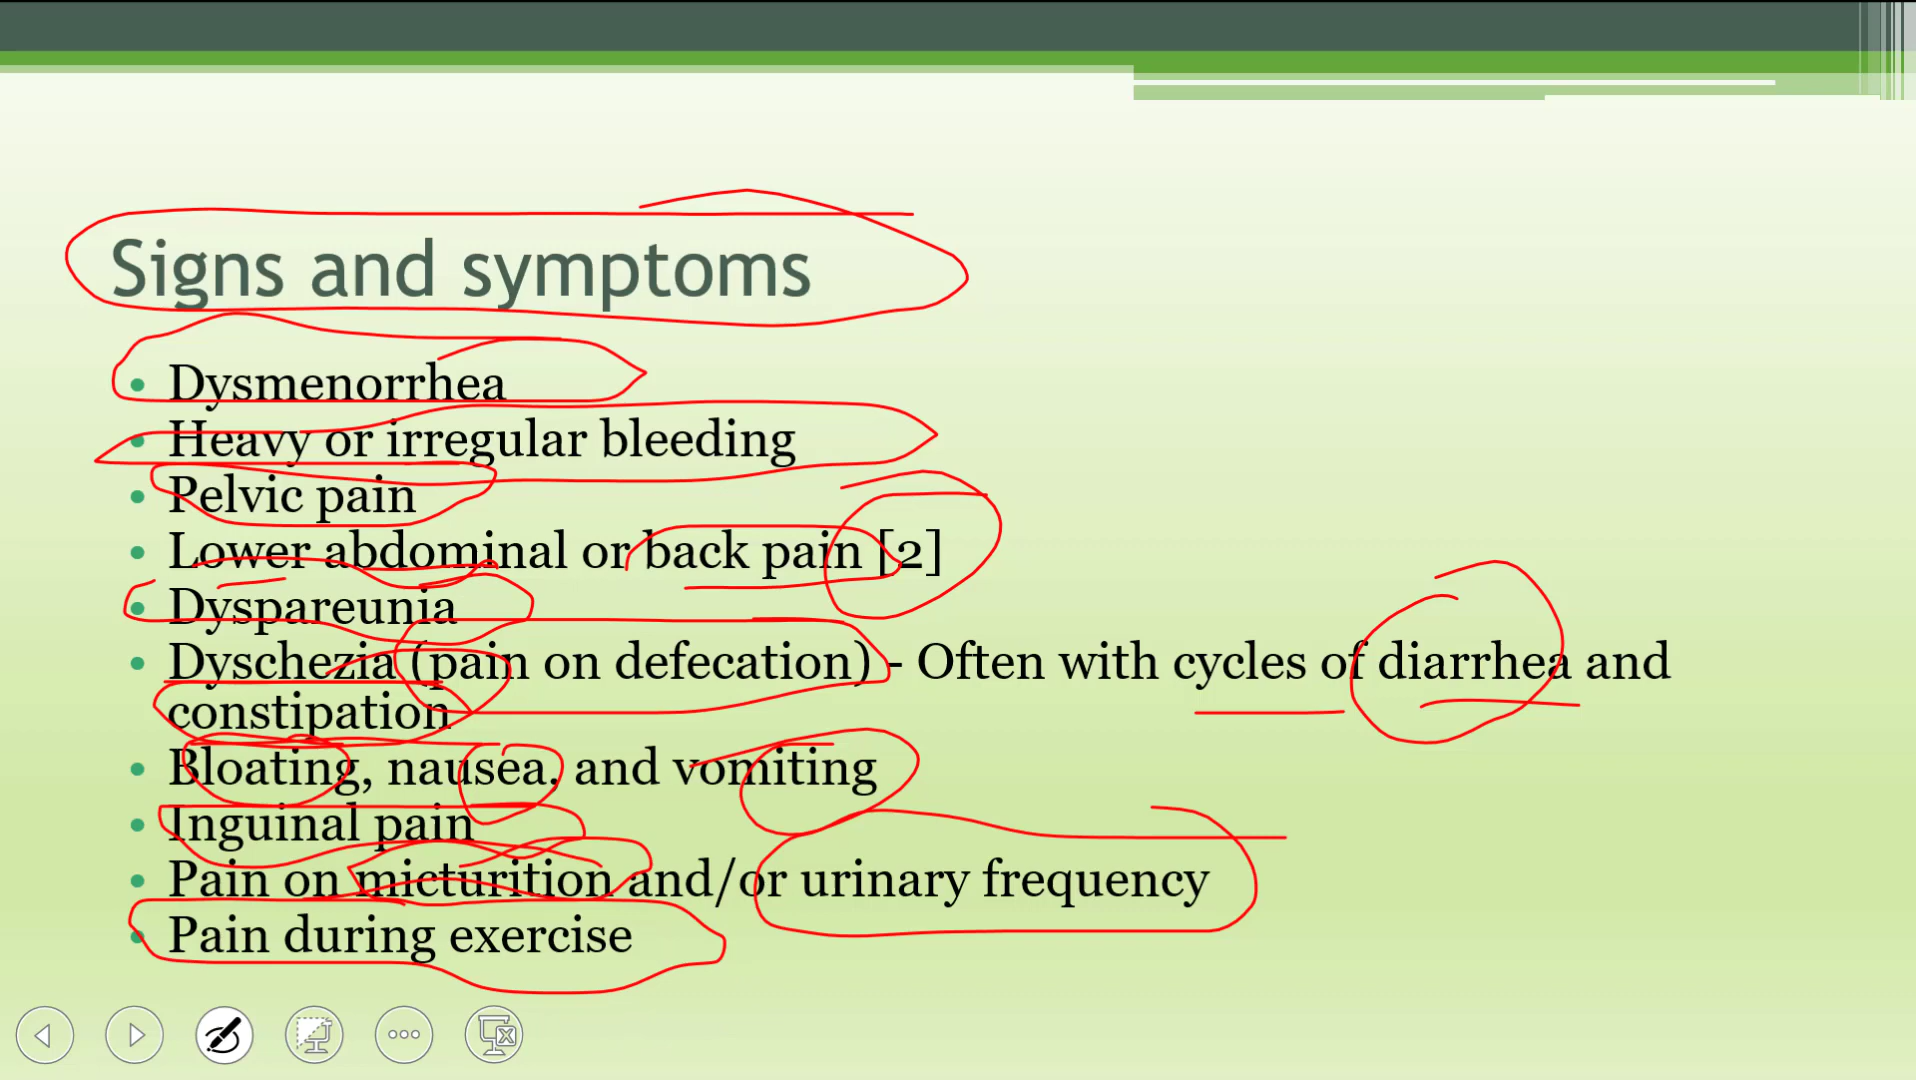 Signs and symptoms
• Dysmenorrhea
• Heavy or irregular bleeding
• Pelvic pain
• Lower abdominal or back pain [2]
• Dyspareunia
• Dyschezia (pain on defecation) - Often with cycles of diarrhea and
constipation
• Bloating, nausea, and vomiting
• Inguinal pain
• Pain on micturition and/or urinary frequency
• Pain during exercise